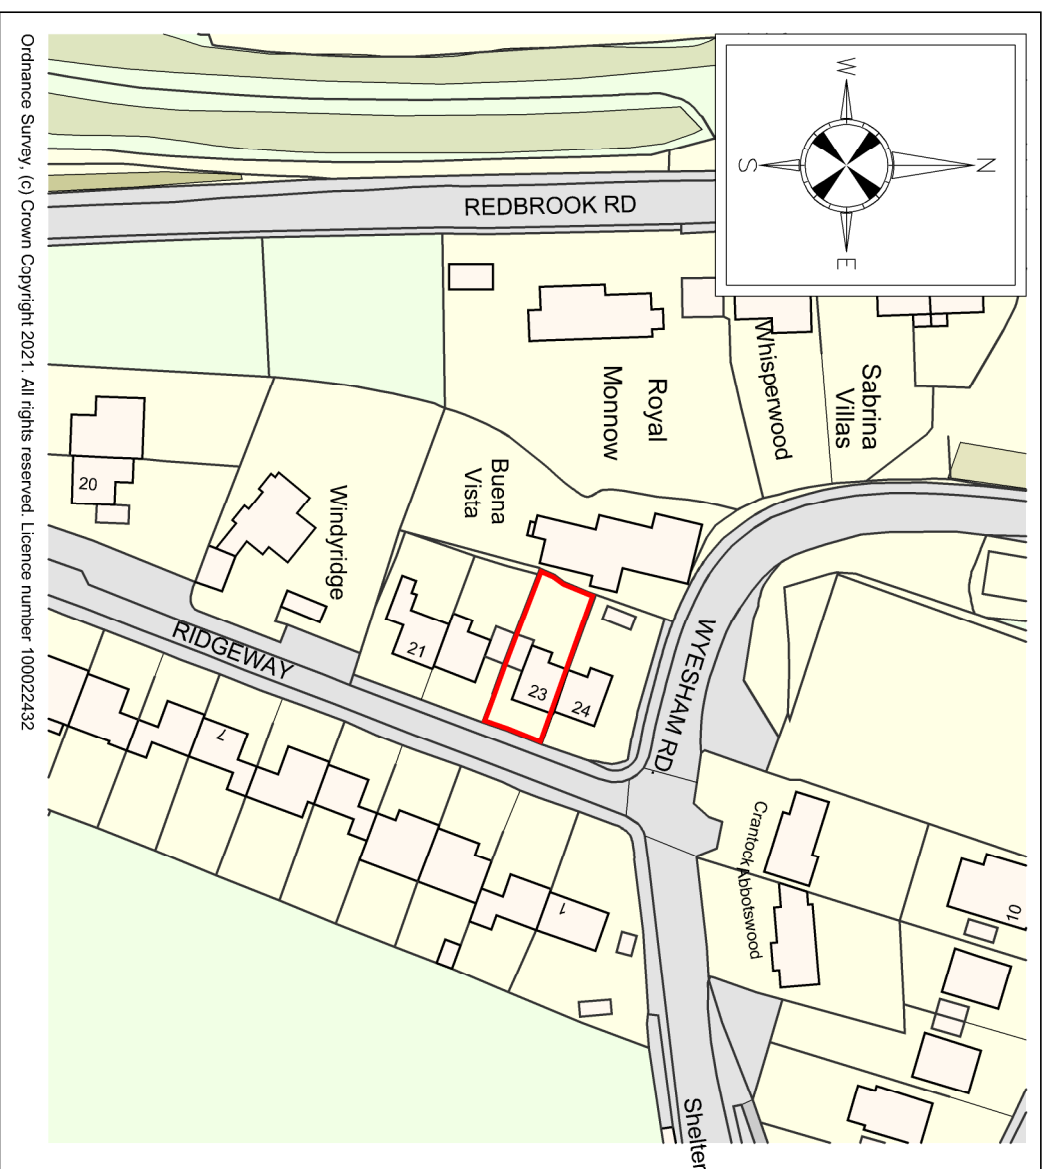 W
N
S
E
REDBROOK RD
Sabrina
Villas
Whisperwood
Royal
Monnow
Buena
Vista
Windyridge
20
21
23
24
RIDGEWAY
WYESHAM RD.
7
1
Crantock
Abbotswood
10
Shelter
Ordnance Survey, (c) Crown Copyright 2021. All rights reserved. Licence number 100022432